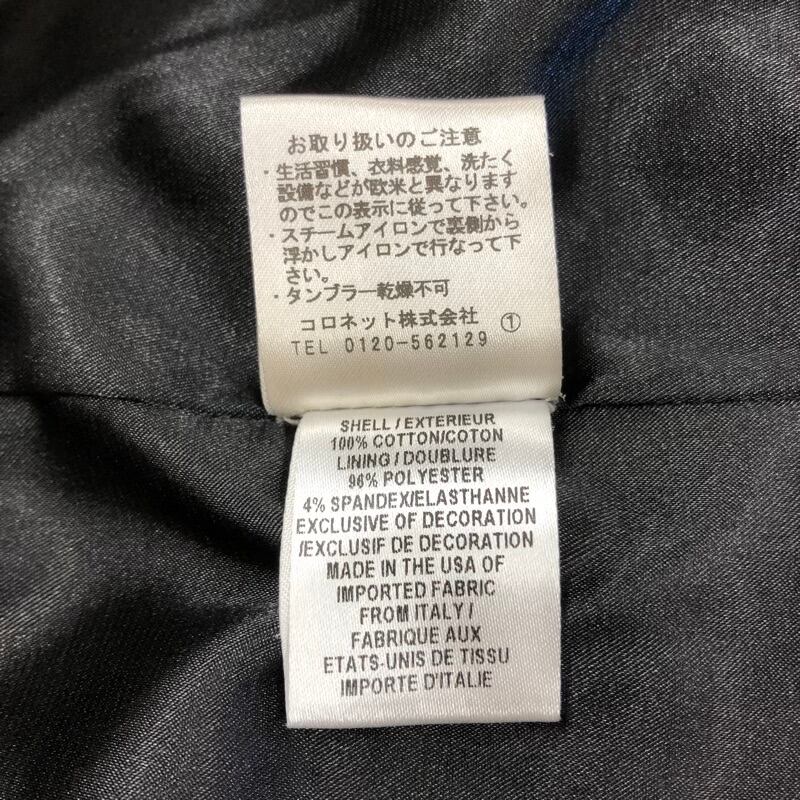 お取り扱いのご注意
・生活習慣、衣料感覚、洗たく
設備などが欧米と異なります
のでこの表示に従って下さい。
・スチームアイロンで裏側から
浮かしアイロンで行なって下
さい。
・タンブラー乾燥不可
コロネット株式会社 ①
TEL 0120-562129
SHELL/EXTERIEUR
100% COTTON/COTON
LINING/DOUBLURE
96% POLYESTER
4% SPANDEX/ELASTHANNE
EXCLUSIVE OF DECORATION
/EXCLUSIF DE DECORATION
MADE IN THE USA OF
IMPORTED FABRIC
FROM ITALY/
FABRIQUE AUX
ETATS-UNIS DE TISSU
IMPORTE D'ITALIE